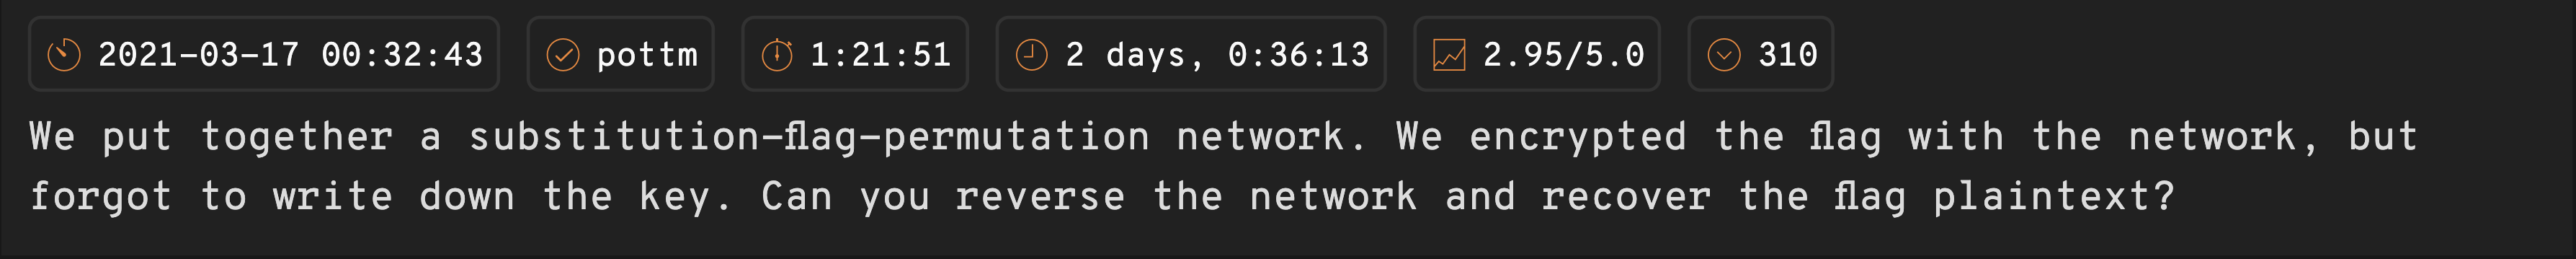 2021-03-17 00:32:43 pottm 1:21:51 2 days, 0:36:13 2.95/5.0 310
We put together a substitution-flag-permutation network. We encrypted the flag with the network, but
forgot to write down the key. Can you reverse the network and recover the flag plaintext?